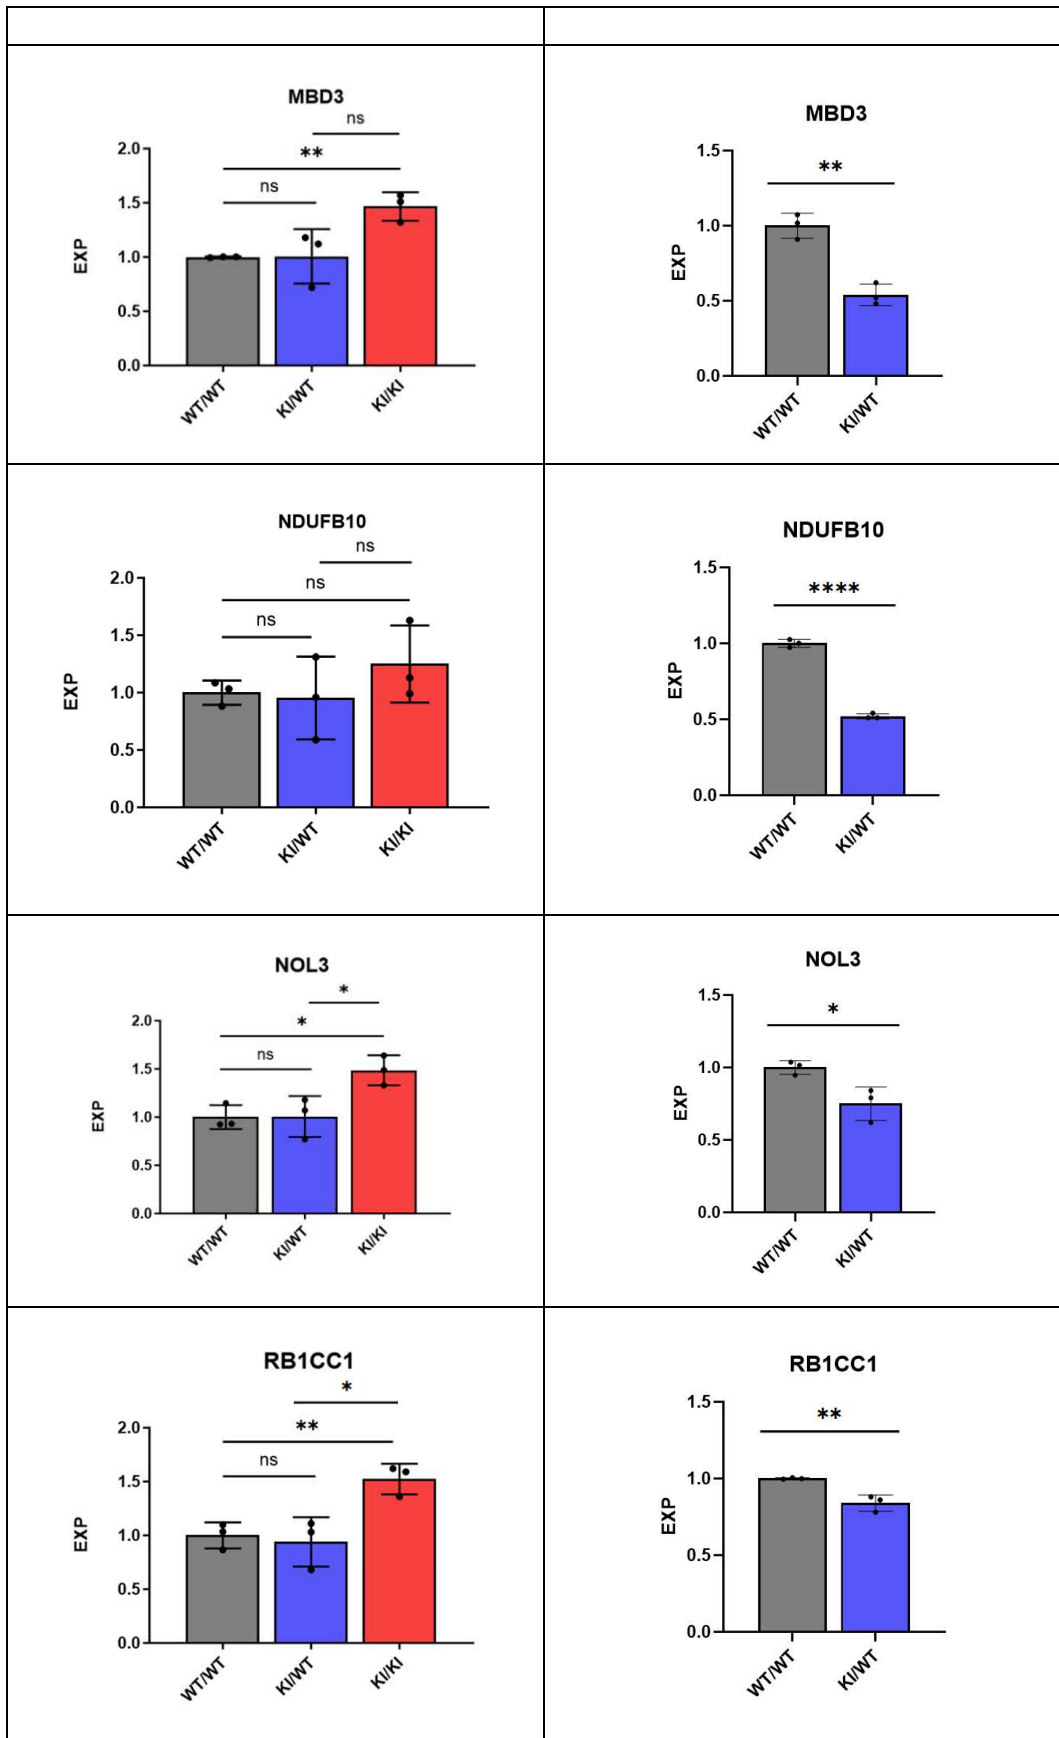 MBD3
ns
**
ns
2.0
1.5
1.0
0.5
0.0
EXP
WT/WT
KI/WT
KI/KI
MBD3
**
1.5
1.0
0.5
0.0
EXP
WT/WT
KI/WT
NDUFB10
ns
ns
ns
2.0
1.5
1.0
0.5
0.0
EXP
WT/WT
KI/WT
KI/KI
NDUFB10
****
1.5
1.0
0.5
0.0
EXP
WT/WT
KI/WT
NOL3
*
*
ns
2.0
1.5
1.0
0.5
0.0
EXP
WT/WT
KI/WT
KI/KI
NOL3
*
1.5
1.0
0.5
0.0
EXP
WT/WT
KI/WT
RB1CC1
*
**
ns
2.0
1.5
1.0
0.5
0.0
EXP
WT/WT
KI/WT
KI/KI
RB1CC1
**
1.5
1.0
0.5
0.0
EXP
WT/WT
KI/WT